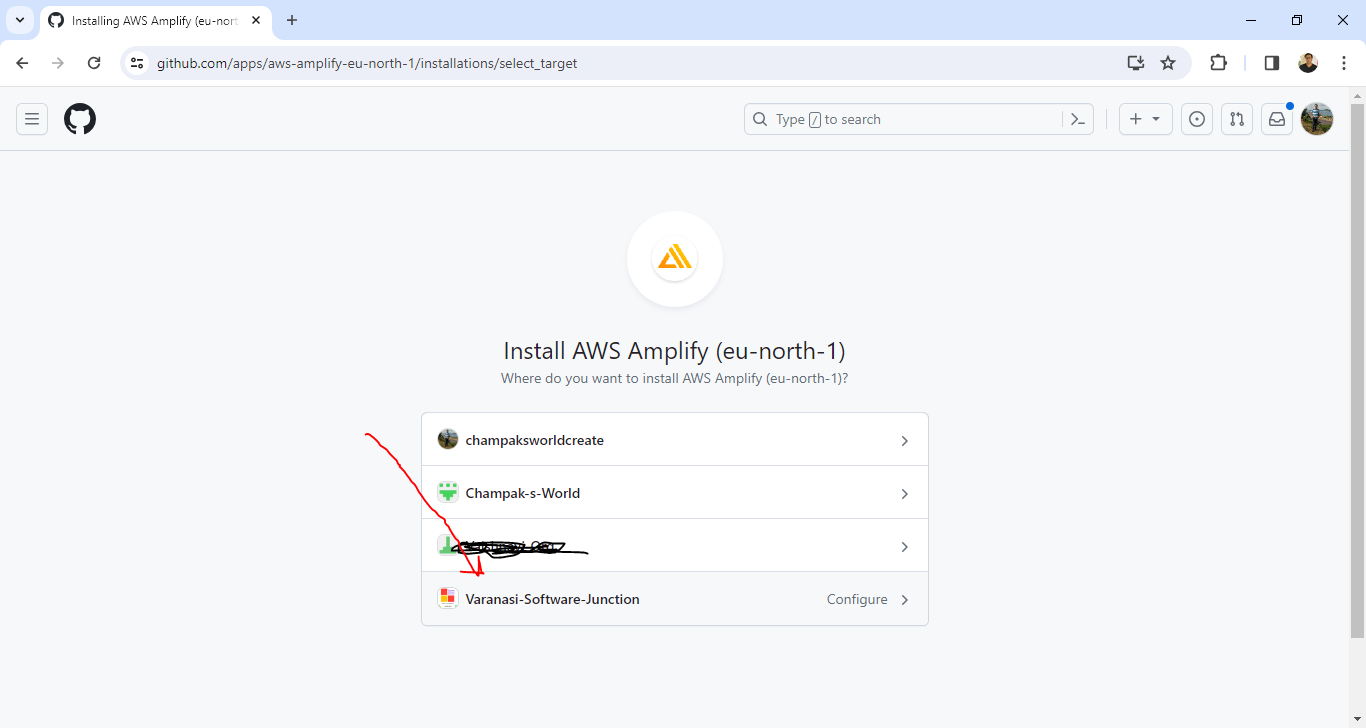 Installing AWS Amplify (eu-nort
github.com/apps/aws-amplify-eu-north-1/installations/select_target
Type / to search
Install AWS Amplify (eu-north-1)
Where do you want to install AWS Amplify (eu-north-1)?
champaksworldcreate
Champak-s-World
Varanasi-Software-Junction
Configure